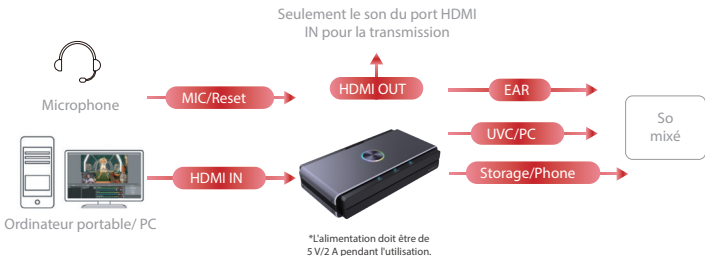 Seulement le son du port HDMI
IN pour la transmission
HDMI OUT
Microphone
MIC/Reset
EAR
UVC/PC
Storage/Phone
So
mixé
HDMI IN
Ordinateur portable/ PC
*L'alimentation doit être de
5 V/2 A pendant l'utilisation.